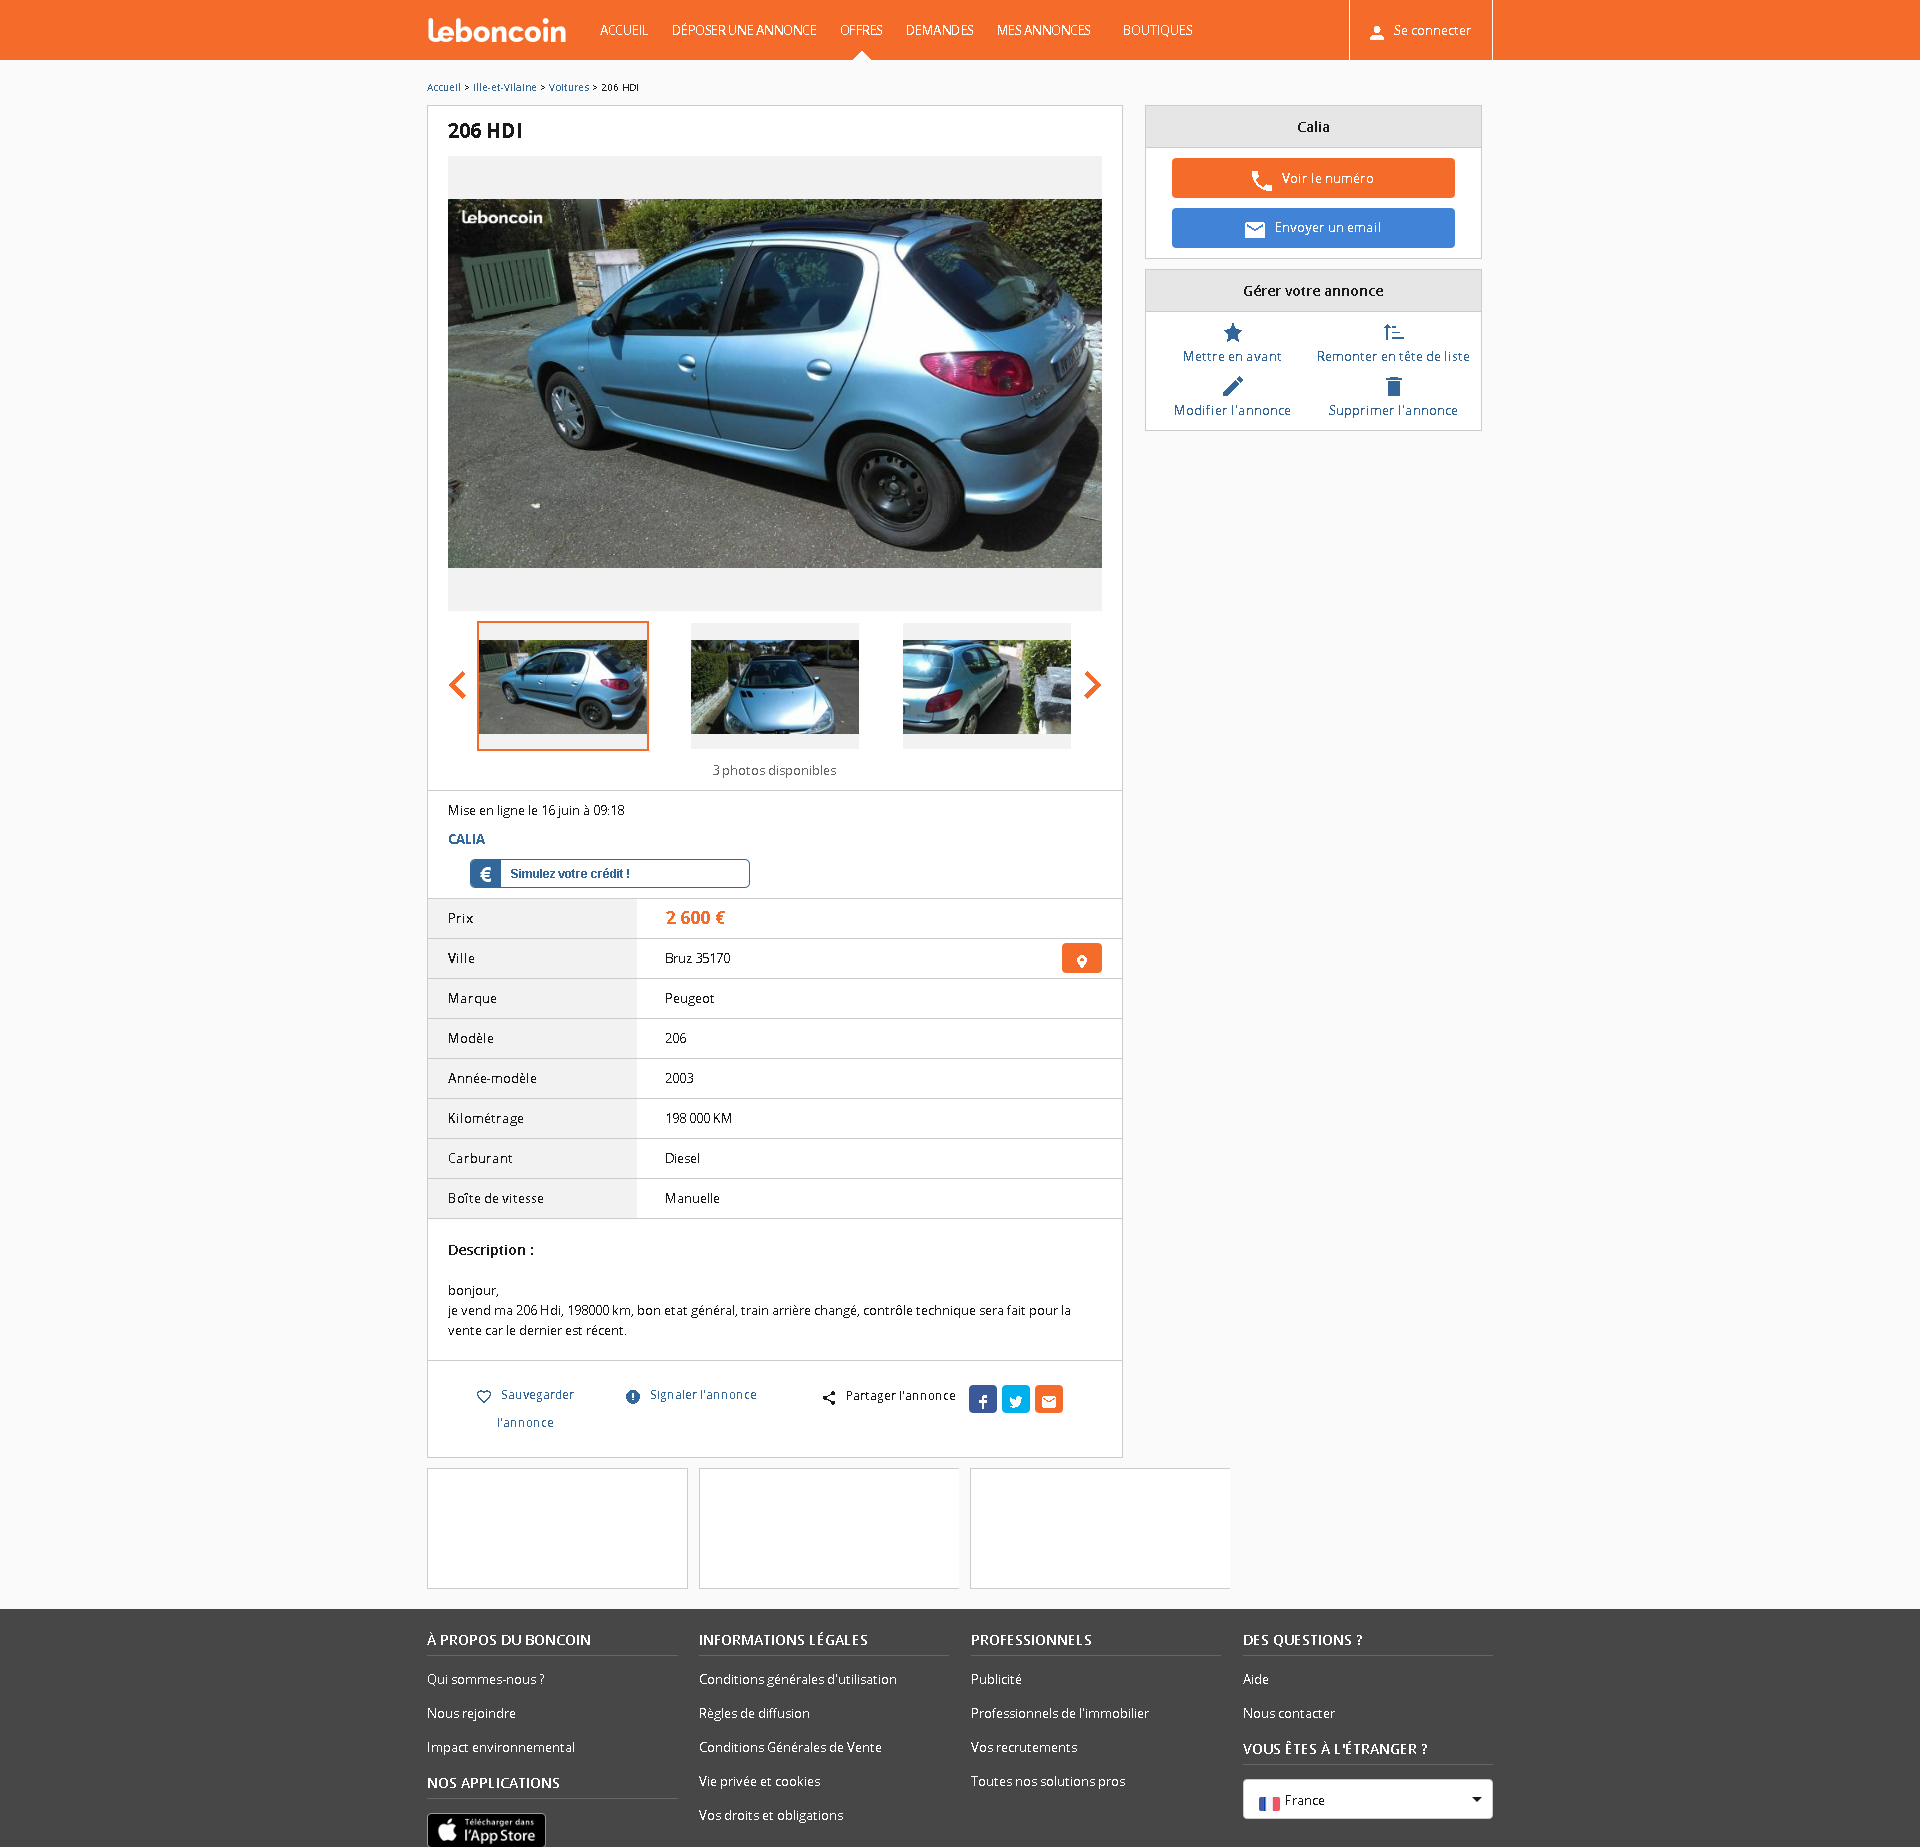 leboncoin
ACCUEIL
DÉPOSER UNE ANNONCE
OFFRES
DEMANDES
MES ANNONCES
BOUTIQUES
Se connecter
Accueil > Ille-et-Vilaine > Voitures > 206 HDI
206 HDI
leboncoin
3 photos disponibles
Mise en ligne le 16 juin à 09:18
CALIA
€ Simulez votre crédit !
Prix 2 600 €
Ville Bruz 35170
Marque Peugeot
Modèle 206
Année-modèle 2003
Kilométrage 198 000 KM
Carburant Diesel
Boîte de vitesse Manuelle
Description :
bonjour,
je vend ma 206 Hdi, 198000 km, bon etat général, train arrière changé, contrôle technique sera fait pour la
vente car le dernier est récent.
Sauvegarder
l'annonce
Signaler l'annonce
Partager l'annonce
Calia
Voir le numéro
Envoyer un email
Gérer votre annonce
Mettre en avant
Remonter en tête de liste
Modifier l'annonce
Supprimer l'annonce
À PROPOS DU BONCOIN
Qui sommes-nous ?
Nous rejoindre
Impact environnemental
NOS APPLICATIONS
Télécharger dans
l'App Store
INFORMATIONS LÉGALES
Conditions générales d'utilisation
Règles de diffusion
Conditions Générales de Vente
Vie privée et cookies
Vos droits et obligations
PROFESSIONNELS
Publicité
Professionnels de l'immobilier
Vos recrutements
Toutes nos solutions pros
DES QUESTIONS ?
Aide
Nous contacter
VOUS ÊTES À L'ÉTRANGER ?
France